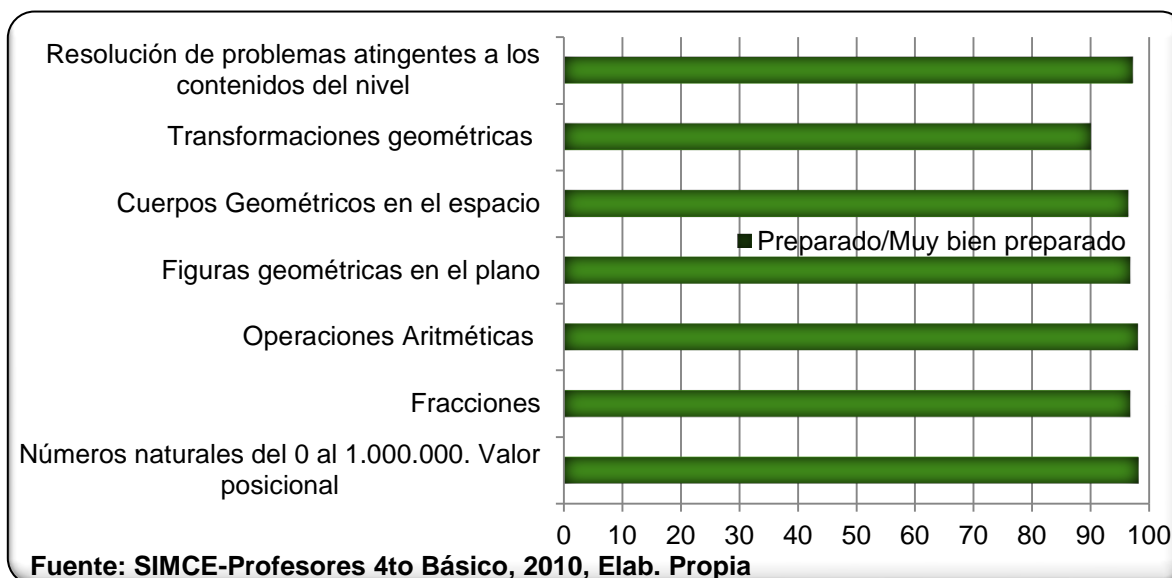 Resolución de problemas atingentes a los
contenidos del nivel
Transformaciones geométricas
Cuerpos Geométricos en el espacio
Preparado/Muy bien preparado
Figuras geométricas en el plano
Operaciones Aritméticas
Fracciones
Números naturales del 0 al 1.000.000. Valor
posicional
0 10 20 30 40 50 60 70 80 90 100
Fuente: SIMCE-Profesores 4to Básico, 2010, Elab. Propia